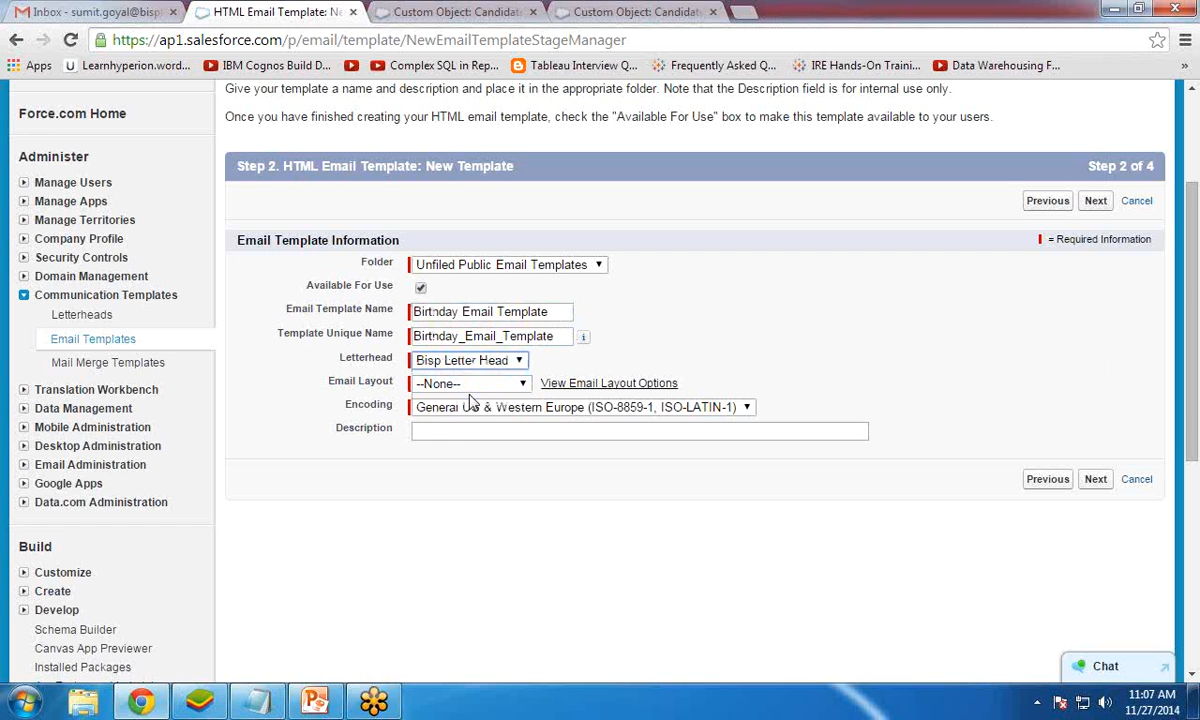 Inbox - sumit.goyal@bisp
HTML Email Template: Ne
Custom Object: Candidat
Custom Object: Candidat
https://ap1.salesforce.com/p/email/template/NewEmailTemplateStageManager
Apps
Learnhyperion.word...
IBM Cognos Build D...
Complex SQL in Rep...
Tableau Interview Q...
Frequently Asked Q...
IRE Hands-On Traini...
Data Warehousing F...
»
Give your template a name and description and place it in the appropriate folder. Note that the Description field is for internal use only.
Once you have finished creating your HTML email template, check the "Available For Use" box to make this template available to your users.
Force.com Home
Administer
Manage Users
Manage Apps
Manage Territories
Company Profile
Security Controls
Domain Management
Communication Templates
Letterheads
Email Templates
Mail Merge Templates
Translation Workbench
Data Management
Mobile Administration
Desktop Administration
Email Administration
Google Apps
Data.com Administration
Build
Customize
Create
Develop
Schema Builder
Canvas App Previewer
Installed Packages
Step 2. HTML Email Template: New Template
Step 2 of 4
Previous Next Cancel
Email Template Information
= Required Information
Folder Unfiled Public Email Templates
Available For Use
Email Template Name Birthday Email Template
Template Unique Name Birthday_Email_Template i
Letterhead Bisp Letter Head
Email Layout --None-- View Email Layout Options
Encoding General US & Western Europe (ISO-8859-1, ISO-LATIN-1)
Description
Previous Next Cancel
Chat
11:07 AM
11/27/2014